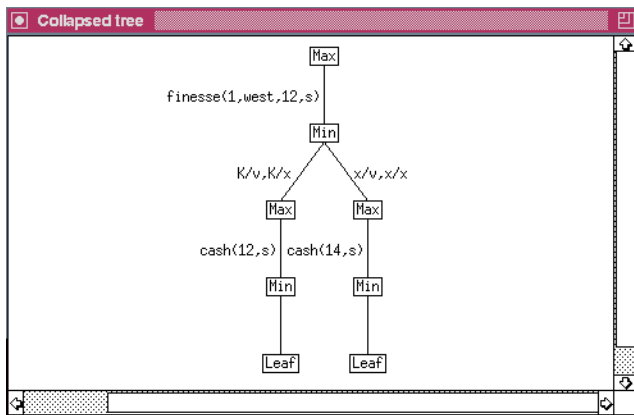 Collapsed tree
Max
finesse(1,west,12,s)
Min
K/v,K/x x/v,x/x
Max Max
cash(12,s) cash(14,s)
Min Min
Leaf Leaf